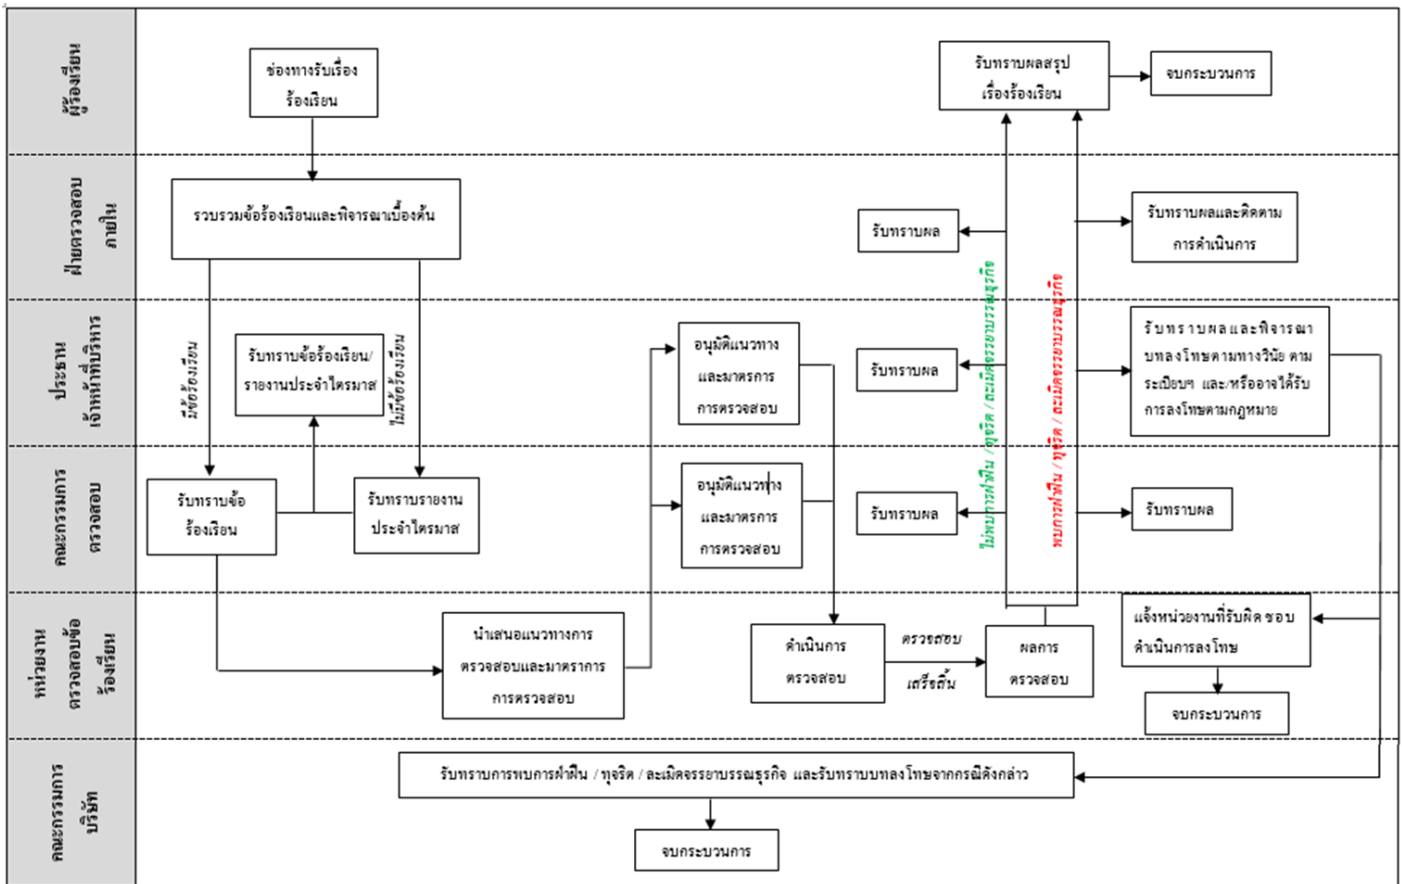 ผู้ร้องเรียน
ช่องทางรับเรื่อง
ร้องเรียน
รับทราบผลสรุป
เรื่องร้องเรียน
จบกระบวนการ
ฝ่ายตรวจสอบ
ภายใน
รวบรวมข้อร้องเรียนและพิจารณาเบื้องต้น
รับทราบผล
รับทราบผลและติดตาม
การดำเนินการ
ประธาน
เจ้าหน้าที่บริหาร
มีข้อร้องเรียน
รับทราบข้อร้องเรียน/
รายงานประจำไตรมาส
ไม่มีข้อร้องเรียน
อนุมัติแนวทาง
และมาตรการ
การตรวจสอบ
รับทราบผล
ไม่พบการฝ่าฝืน / ทุจริต / ละเมิดจรรยาบรรณธุรกิจ
พบการฝ่าฝืน / ทุจริต / ละเมิดจรรยาบรรณธุรกิจ
รับทราบผลและพิจารณา
บทลงโทษตามทางวินัย ตาม
ระเบียบฯ และ/หรืออาจได้รับ
การลงโทษตามกฎหมาย
คณะกรรมการ
ตรวจสอบ
รับทราบข้อ
ร้องเรียน
รับทราบรายงาน
ประจำไตรมาส
อนุมัติแนวทาง
และมาตรการ
การตรวจสอบ
รับทราบผล
รับทราบผล
หน่วยงาน
ตรวจสอบข้อ
ร้องเรียน
นำเสนอแนวทางการ
ตรวจสอบและมาตราการ
การตรวจสอบ
ดำเนินการ
ตรวจสอบ
ตรวจสอบ
เสร็จสิ้น
ผลการ
ตรวจสอบ
แจ้งหน่วยงานที่รับผิดชอบ
ดำเนินการลงโทษ
จบกระบวนการ
คณะกรรมการ
บริษัท
รับทราบการพบการฝ่าฝืน / ทุจริต / ละเมิดจรรยาบรรณธุรกิจ และรับทราบบทลงโทษจากกรณีดังกล่าว
จบกระบวนการ